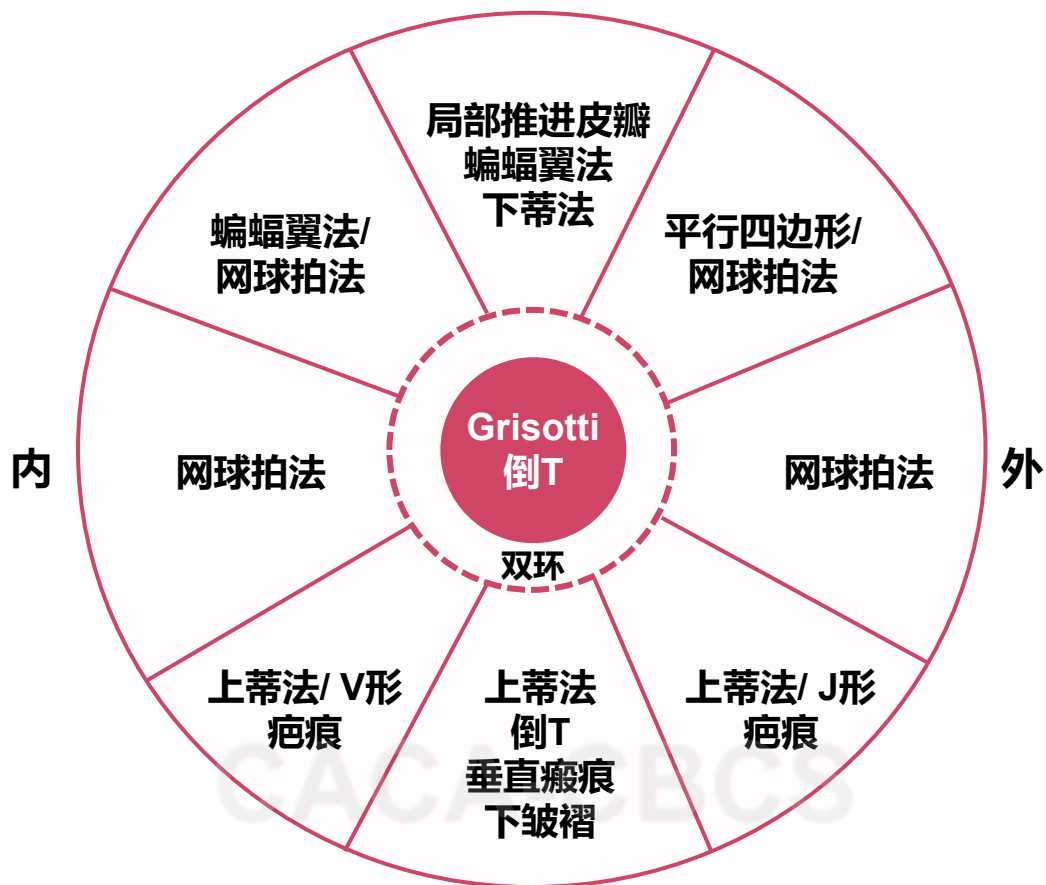 局部推进皮瓣
蝙蝠翼法
下蒂法
蝙蝠翼法/
网球拍法
平行四边形/
网球拍法
Grisotti
倒T
内
网球拍法
网球拍法
外
双环
上蒂法/ V形
疤痕
上蒂法
倒T
垂直瘢痕
下皱褶
上蒂法/ J形
疤痕
CACA-CBCS